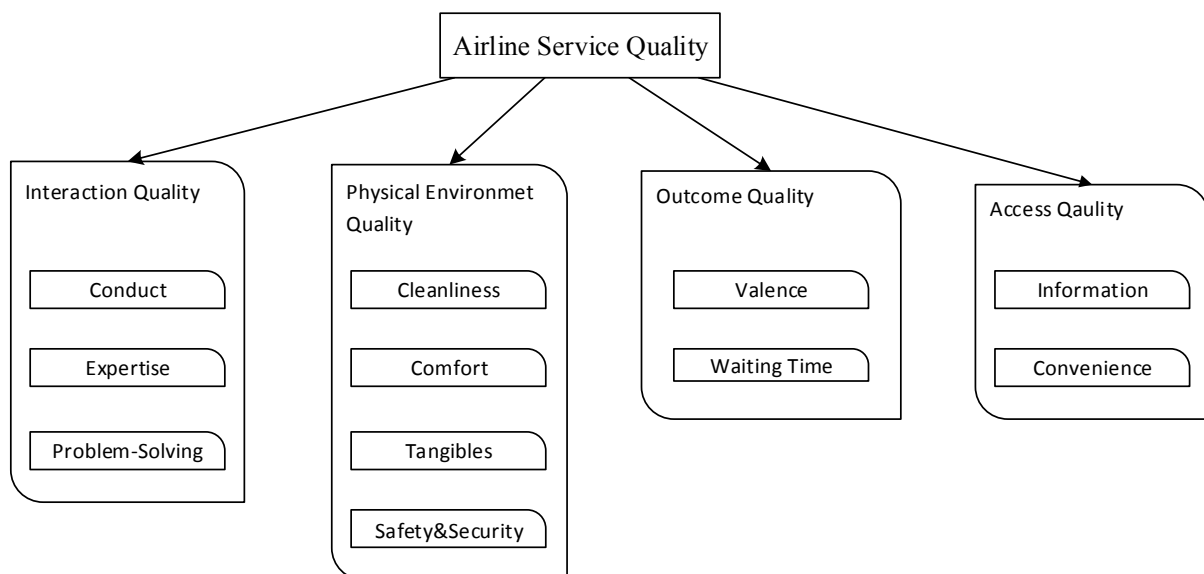 Airline Service Quality
Interaction Quality
Conduct
Expertise
Problem-Solving
Physical Environmet
Quality
Cleanliness
Comfort
Tangibles
Safety&Security
Outcome Quality
Valence
Waiting Time
Access Qaulity
Information
Convenience